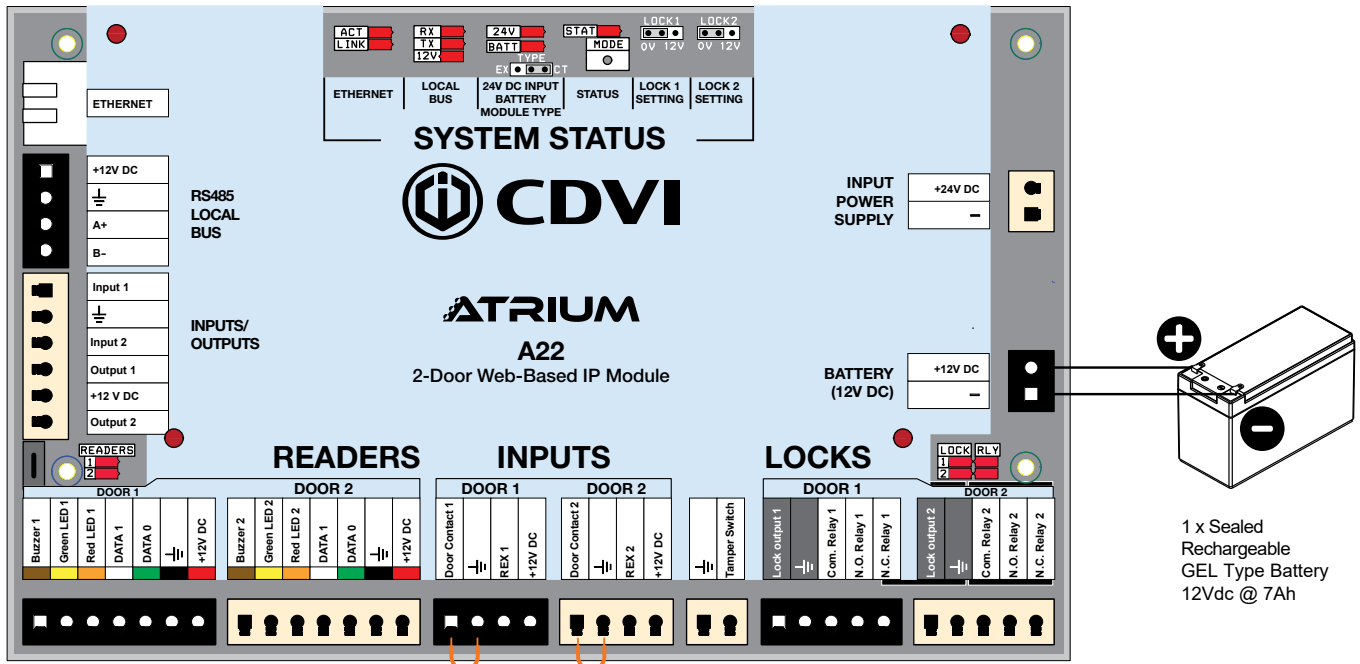 ACT
LINK
RX
TX
12V
24V
BATT
TYPE
EX CT
STAT
MODE
LOCK1
0V 12V
LOCK2
0V 12V
ETHERNET
LOCAL
BUS
24V DC INPUT
BATTERY
MODULE TYPE
STATUS
LOCK 1
SETTING
LOCK 2
SETTING
SYSTEM STATUS
CDVI
ATRIUM
A22
2-Door Web-Based IP Module
ETHERNET
+12V DC
A+
B-
RS485
LOCAL
BUS
Input 1
Input 2
Output 1
+12 V DC
Output 2
INPUTS/
OUTPUTS
INPUT
POWER
SUPPLY
+24V DC
–
BATTERY
(12V DC)
+12V DC
–
+
-
1 x Sealed
Rechargeable
GEL Type Battery
12Vdc @ 7Ah
READERS
1
2
LOCK RLY
1
2
READERS
DOOR 1
Buzzer 1
Green LED 1
Red LED 1
DATA 1
DATA 0
+12V DC
DOOR 2
Buzzer 2
Green LED 2
Red LED 2
DATA 1
DATA 0
+12V DC
INPUTS
DOOR 1
Door Contact 1
REX 1
+12V DC
DOOR 2
Door Contact 2
REX 2
+12V DC
Tamper Switch
LOCKS
DOOR 1
Lock output 1
Com. Relay 1
N.O. Relay 1
N.C. Relay 1
DOOR 2
Lock output 2
Com. Relay 2
N.O. Relay 2
N.C. Relay 2